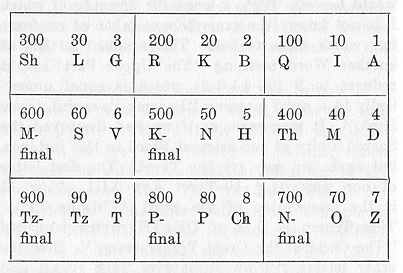 300 30 3 200 20 2 100 10 1
Sh L G R K B Q I A
600 60 6 500 50 5 400 40 4
M- S V K- N H Th M D
final final
900 90 9 800 80 8 700 70 7
Tz- Tz T P- P Ch N- O Z
final final final